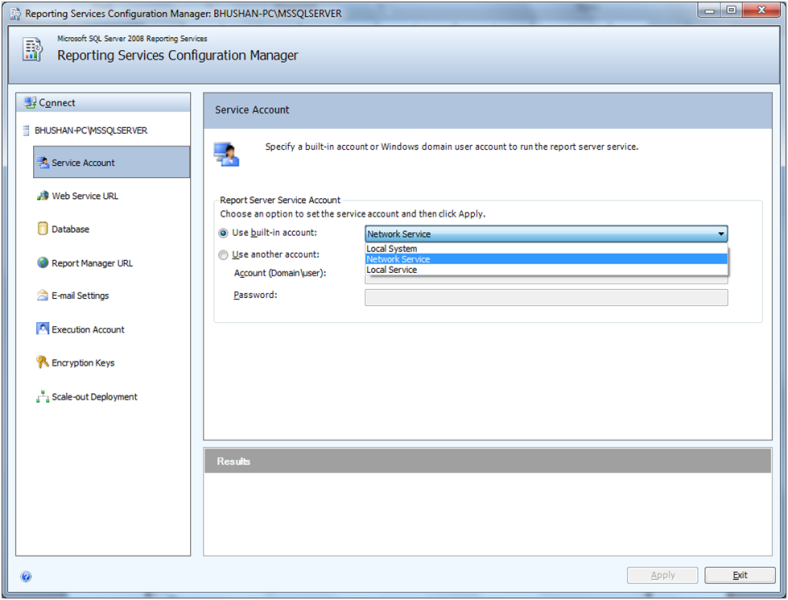 Reporting Services Configuration Manager: BHUSHAN-PC\MSSQLSERVER
Microsoft SQL Server 2008 Reporting Services
Reporting Services Configuration Manager
Connect
BHUSHAN-PC\MSSQLSERVER
Service Account
Web Service URL
Database
Report Manager URL
E-mail Settings
Execution Account
Encryption Keys
Scale-out Deployment
Service Account
Specify a built-in account or Windows domain user account to run the report server service.
Report Server Service Account
Choose an option to set the service account and then click Apply.
Use built-in account:
Network Service
Local System
Network Service
Local Service
Use another account:
Account (Domain\user):
Password:
Results
Apply
Exit